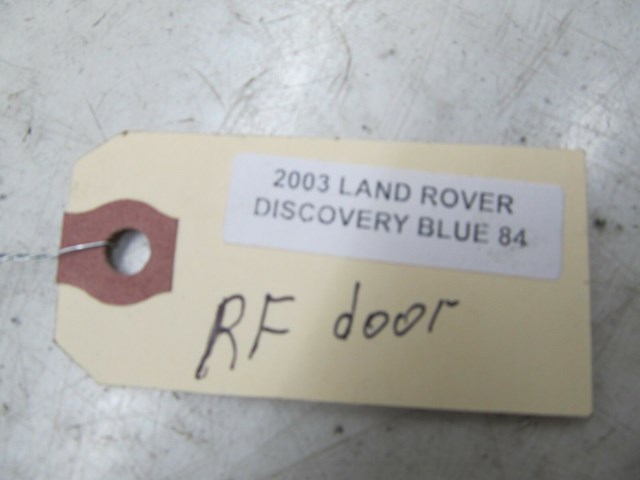 2003 LAND ROVER
DISCOVERY BLUE 84
RF door